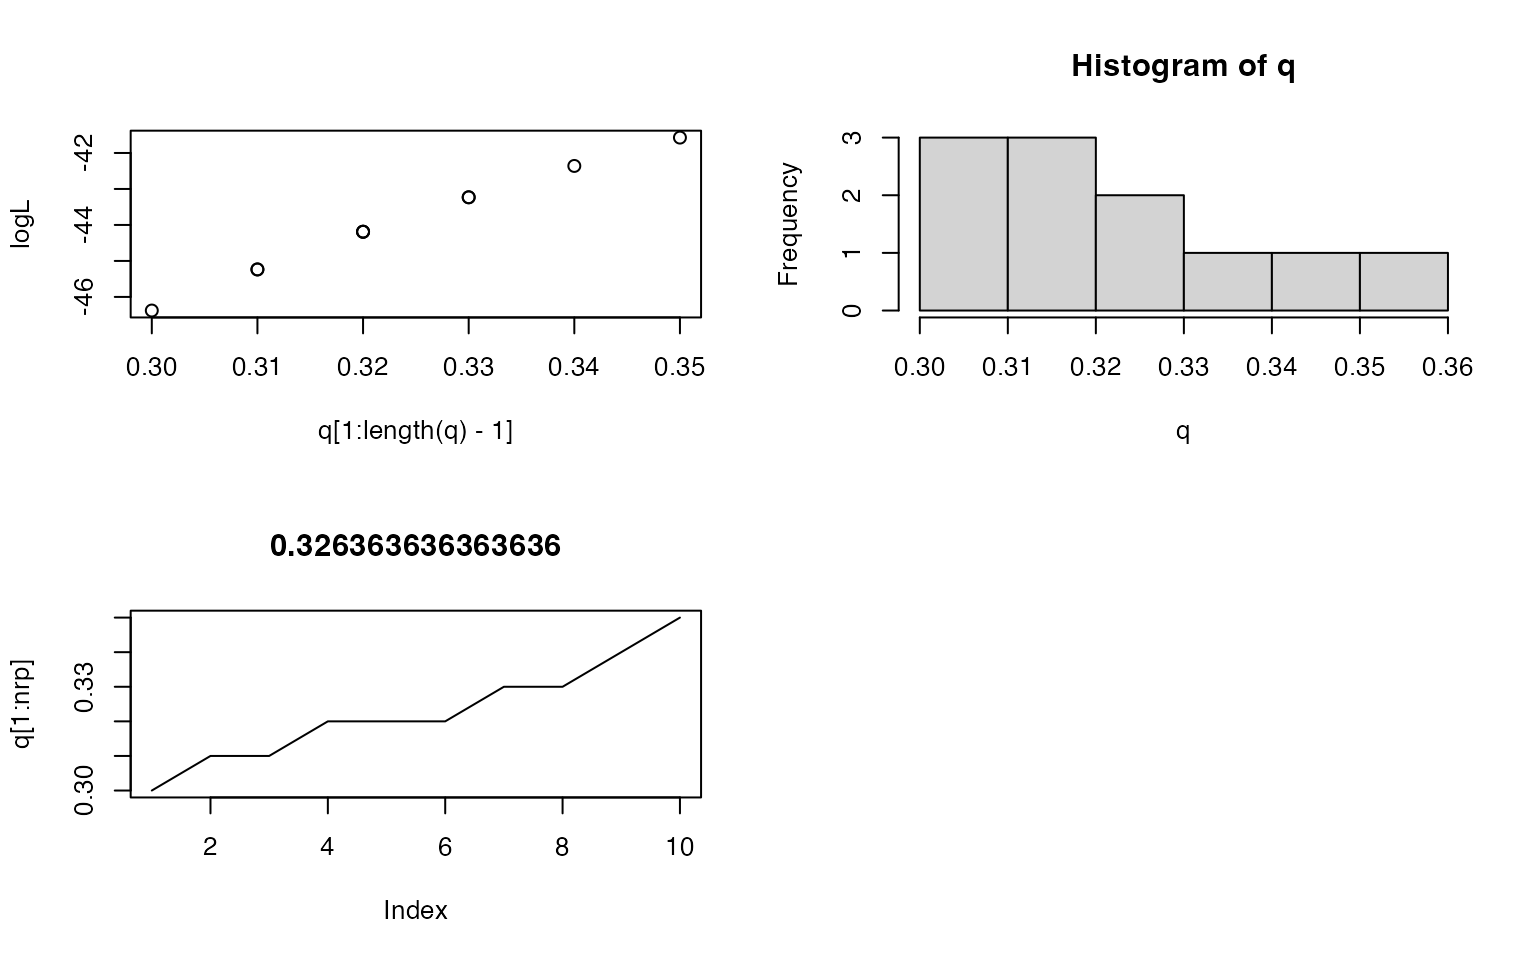 logL
-42
-44
-46
0.30 0.31 0.32 0.33 0.34 0.35
q[1:length(q) - 1]
Histogram of q
Frequency
3
2
1
0
0.30 0.31 0.32 0.33 0.34 0.35 0.36
q
0.326363636363636
q[1:nrp]
0.33
0.30
2 4 6 8 10
Index